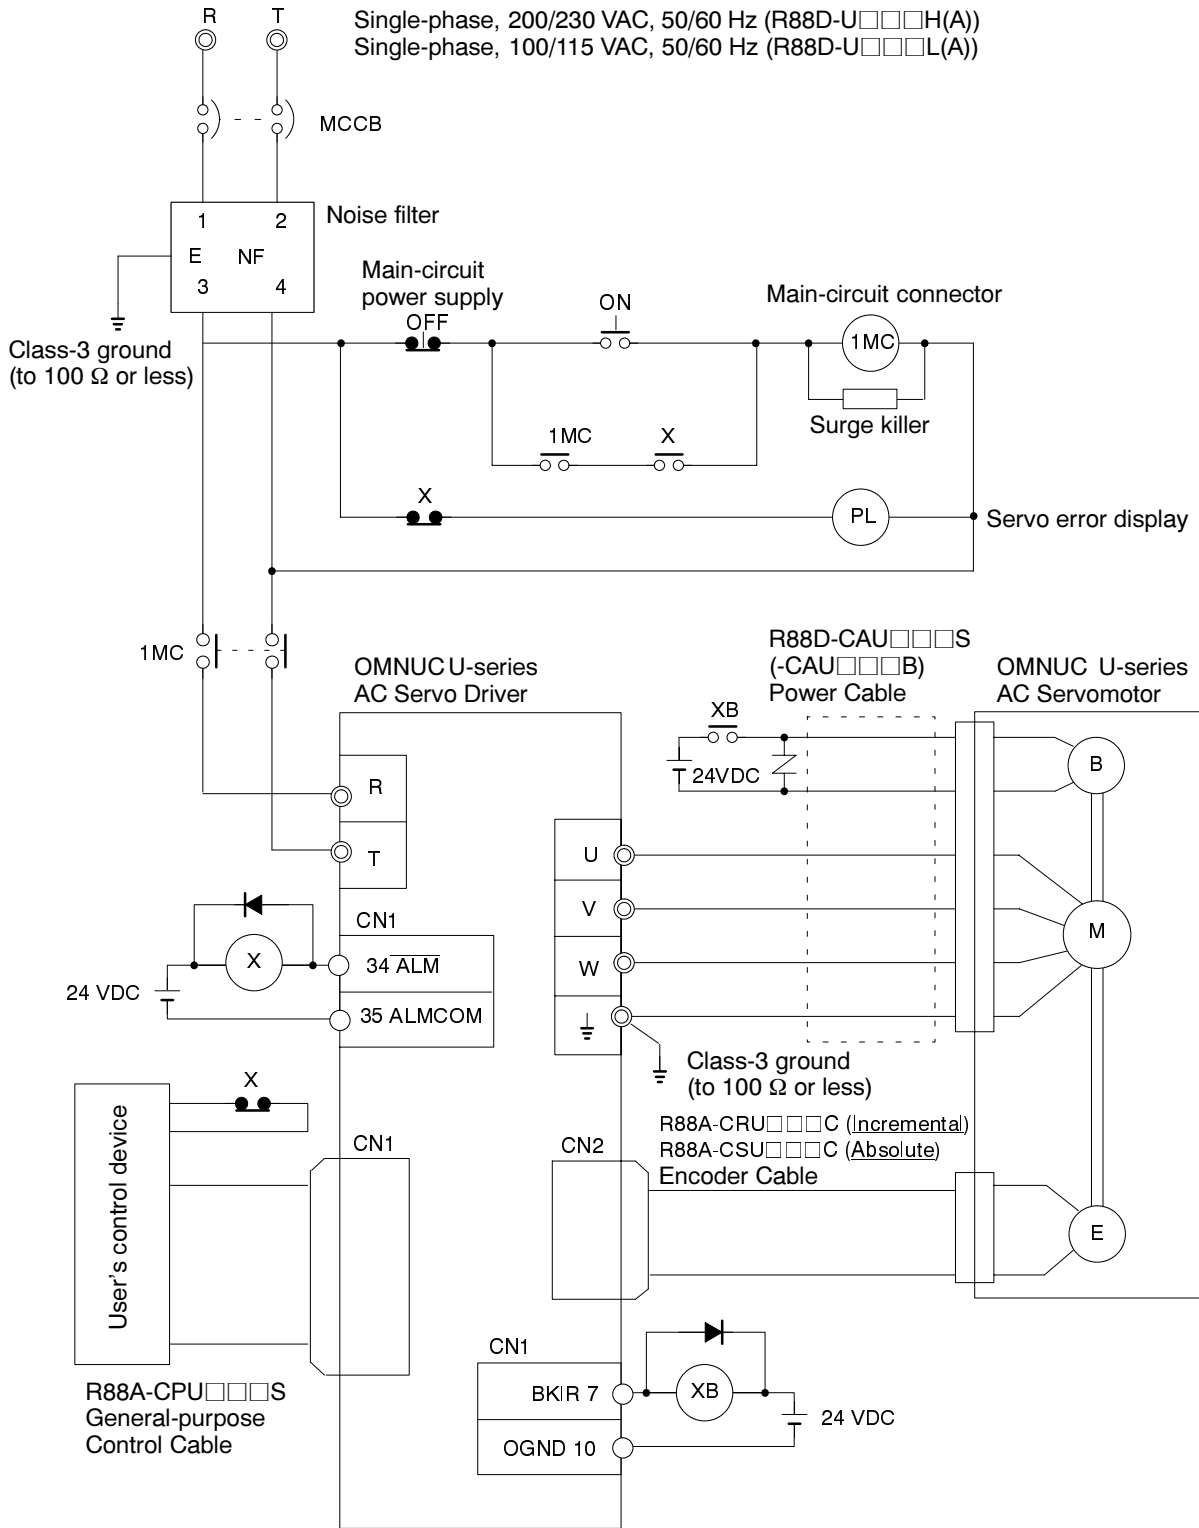 R T
Single-phase, 200/230 VAC, 50/60 Hz (R88D-U□□□H(A))
Single-phase, 100/115 VAC, 50/60 Hz (R88D-U□□□L(A))
MCCB
1 2
Noise filter
E NF
3 4
Main-circuit
power supply
OFF
ON
Main-circuit connector
1MC
Class-3 ground
(to 100 Ω or less)
Surge killer
1MC X
X
PL
Servo error display
1MC
OMNUC U-series
AC Servo Driver
R88D-CAU□□□S
(-CAU□□□B)
Power Cable
OMNUC U-series
AC Servomotor
XB
24VDC
B
R
T
U
V
W
M
CN1
X
34 A̅L̅M̅
24 VDC
35 ALMCOM
Class-3 ground
(to 100 Ω or less)
X
User's control device
CN1
CN2
R88A-CRU□□□C (Incremental)
R88A-CSU□□□C (Absolute)
Encoder Cable
E
CN1
BKIR 7
XB
24 VDC
OGND 10
R88A-CPU□□□S
General-purpose
Control Cable